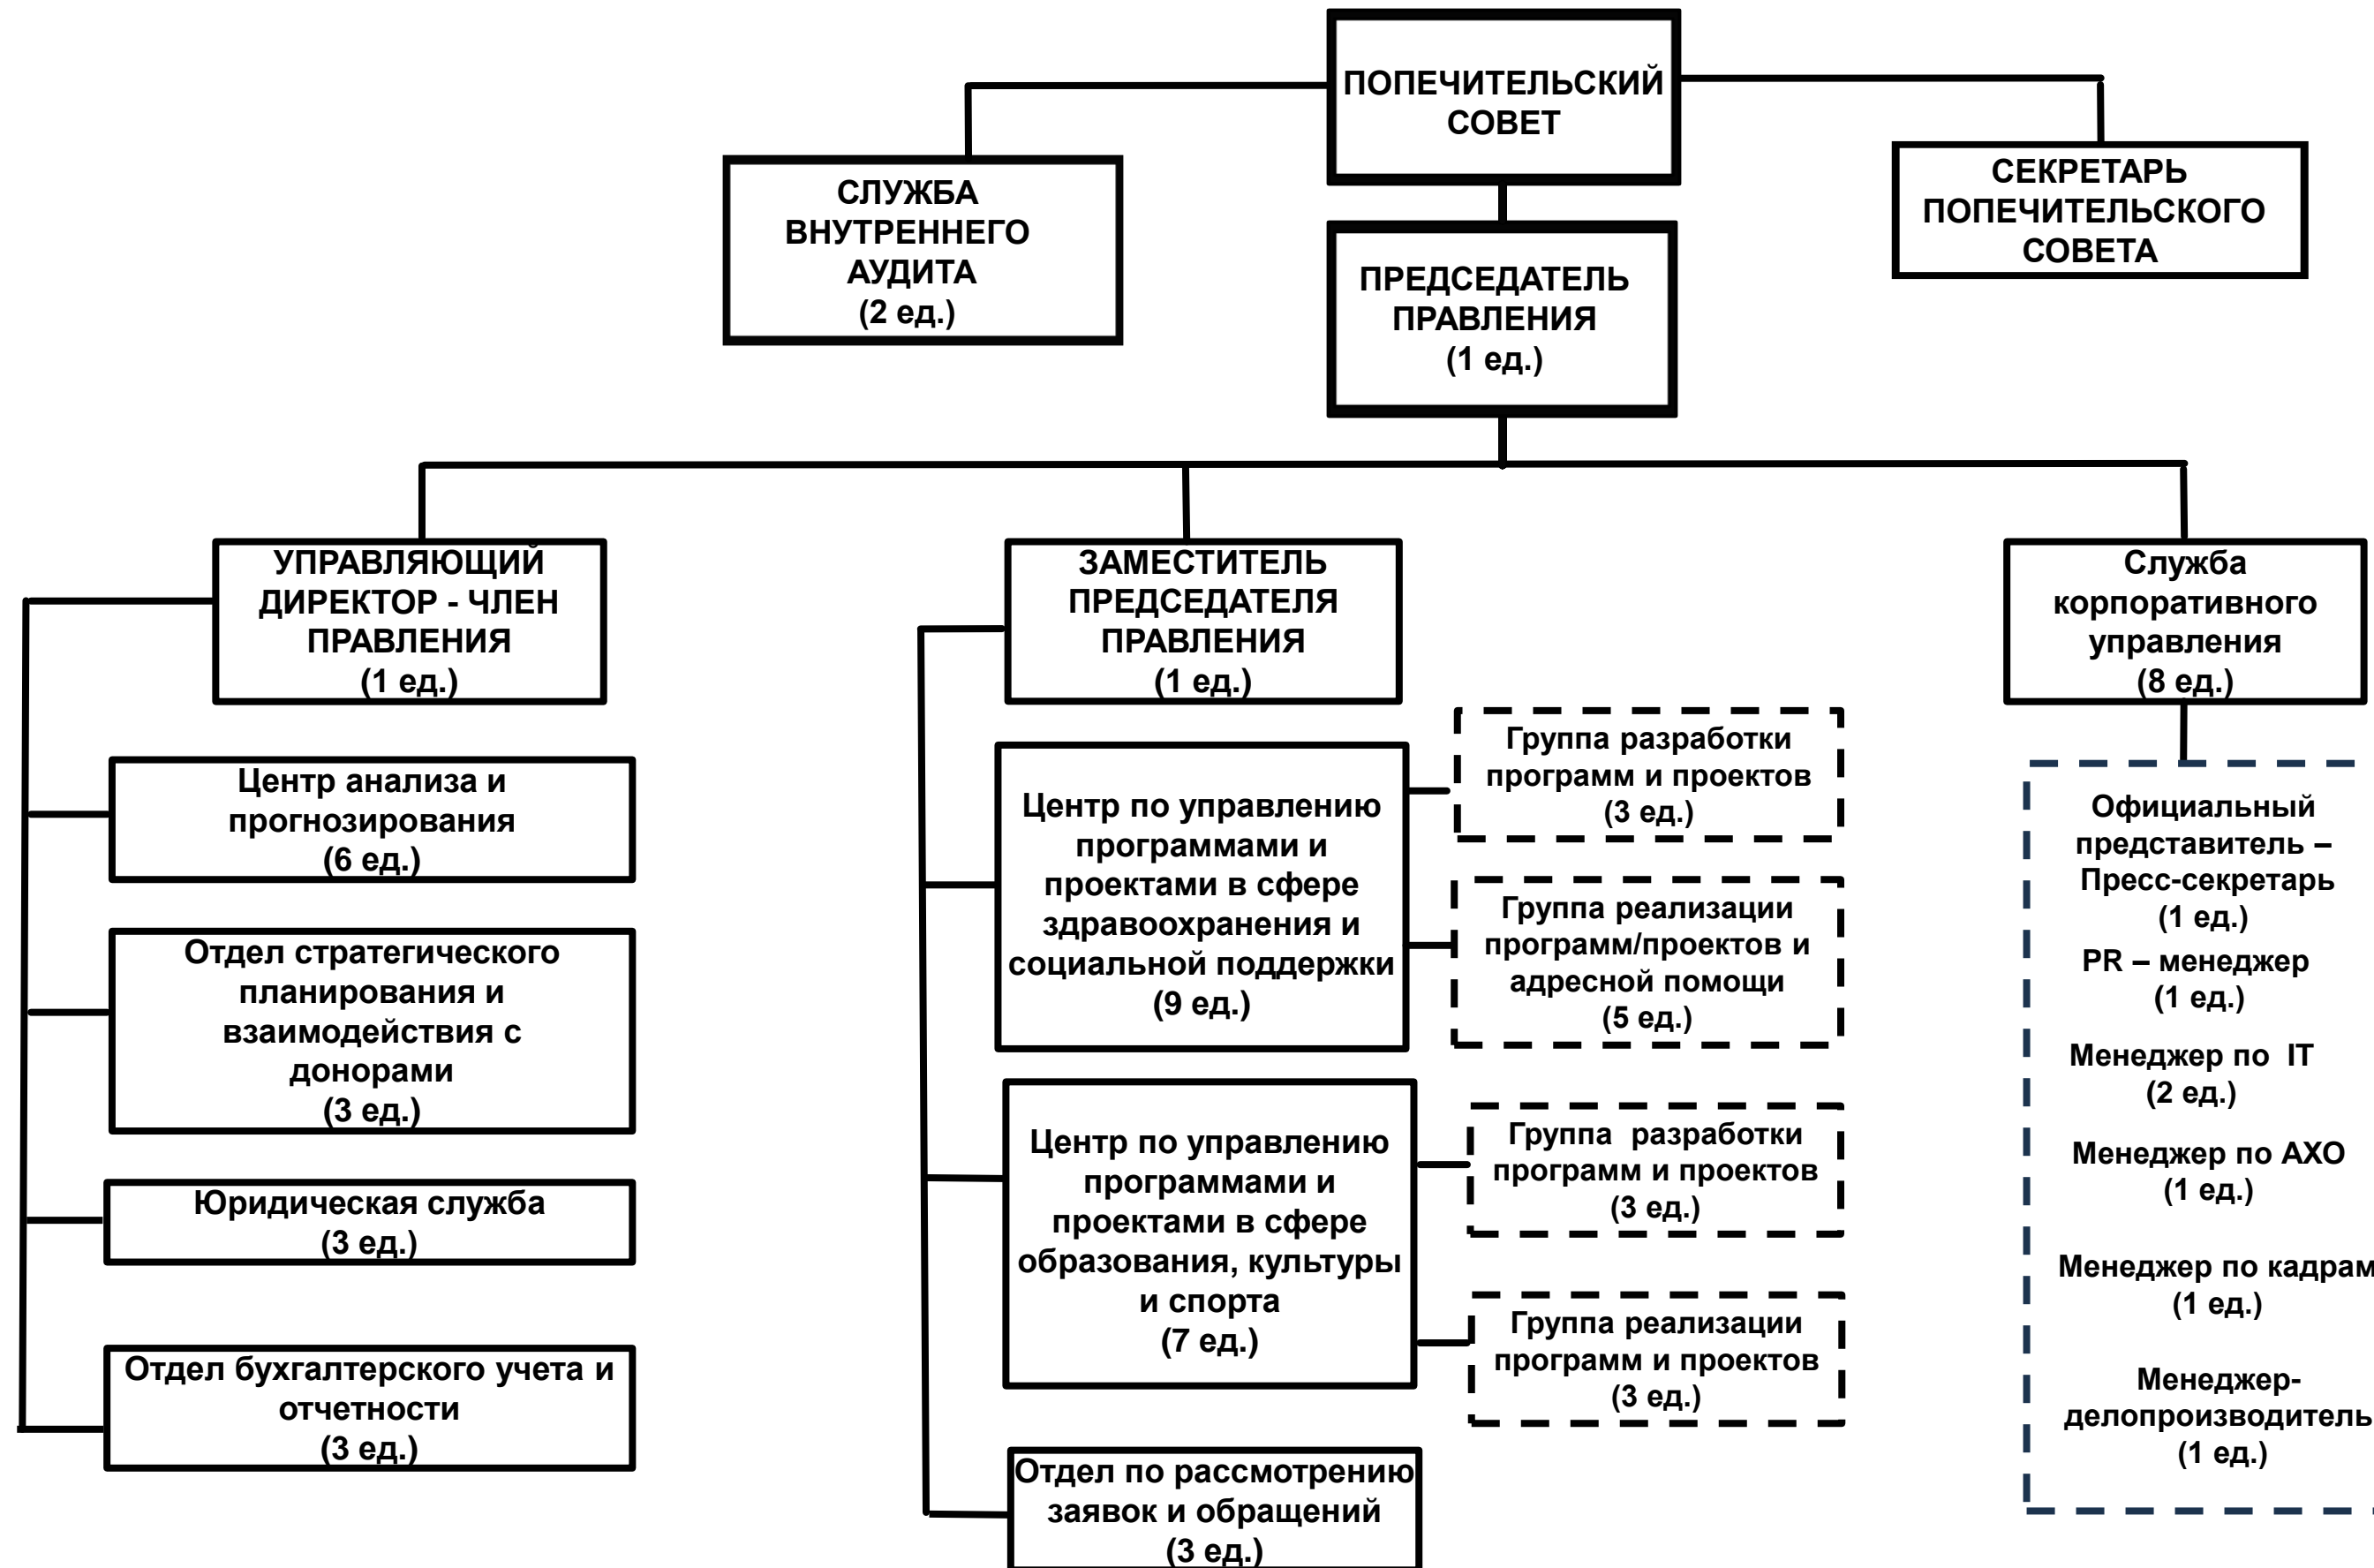 ПОПЕЧИТЕЛЬСКИЙ
СОВЕТ
СЛУЖБА
ВНУТРЕННЕГО
АУДИТА
(2 ед.)
СЕКРЕТАРЬ
ПОПЕЧИТЕЛЬСКОГО
СОВЕТА
ПРЕДСЕДАТЕЛЬ
ПРАВЛЕНИЯ
(1 ед.)
УПРАВЛЯЮЩИЙ
ДИРЕКТОР - ЧЛЕН
ПРАВЛЕНИЯ
(1 ед.)
Центр анализа и
прогнозирования
(6 ед.)
Отдел стратегического
планирования и
взаимодействия с
донорами
(3 ед.)
Юридическая служба
(3 ед.)
Отдел бухгалтерского учета и
отчетности
(3 ед.)
ЗАМЕСТИТЕЛЬ
ПРЕДСЕДАТЕЛЯ
ПРАВЛЕНИЯ
(1 ед.)
Центр по управлению
программами и
проектами в сфере
здравоохранения и
социальной поддержки
(9 ед.)
Группа разработки
программ и проектов
(3 ед.)
Группа реализации
программ/проектов и
адресной помощи
(5 ед.)
Центр по управлению
программами и
проектами в сфере
образования, культуры
и спорта
(7 ед.)
Группа разработки
программ и проектов
(3 ед.)
Группа реализации
программ и проектов
(3 ед.)
Отдел по рассмотрению
заявок и обращений
(3 ед.)
Служба
корпоративного
управления
(8 ед.)
Официальный
представитель –
Пресс-секретарь
(1 ед.)
PR – менеджер
(1 ед.)
Менеджер по IT
(2 ед.)
Менеджер по АХО
(1 ед.)
Менеджер по кадрам
(1 ед.)
Менеджер-
делопроизводитель
(1 ед.)